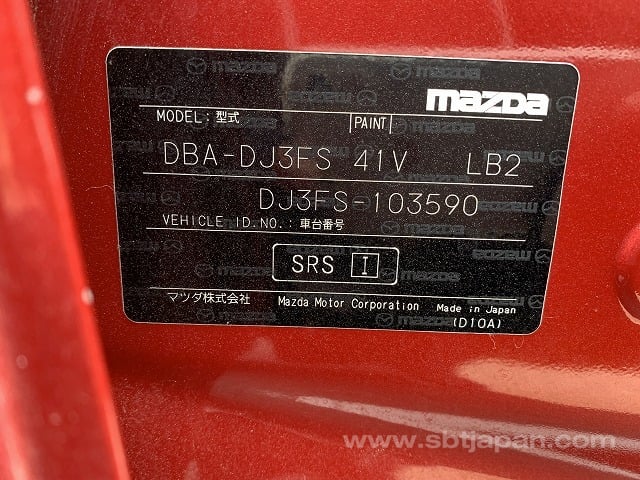 mazDa
MODEL: 型式 PAINT
DBA-DJ3FS 41V LB2
DJ3FS-103590
VEHICLE ID.NO.: 車台番号
SRS I
マツダ株式会社 Mazda Motor Corporation Made in Japan
(D10A)
www.sbtjapan.com